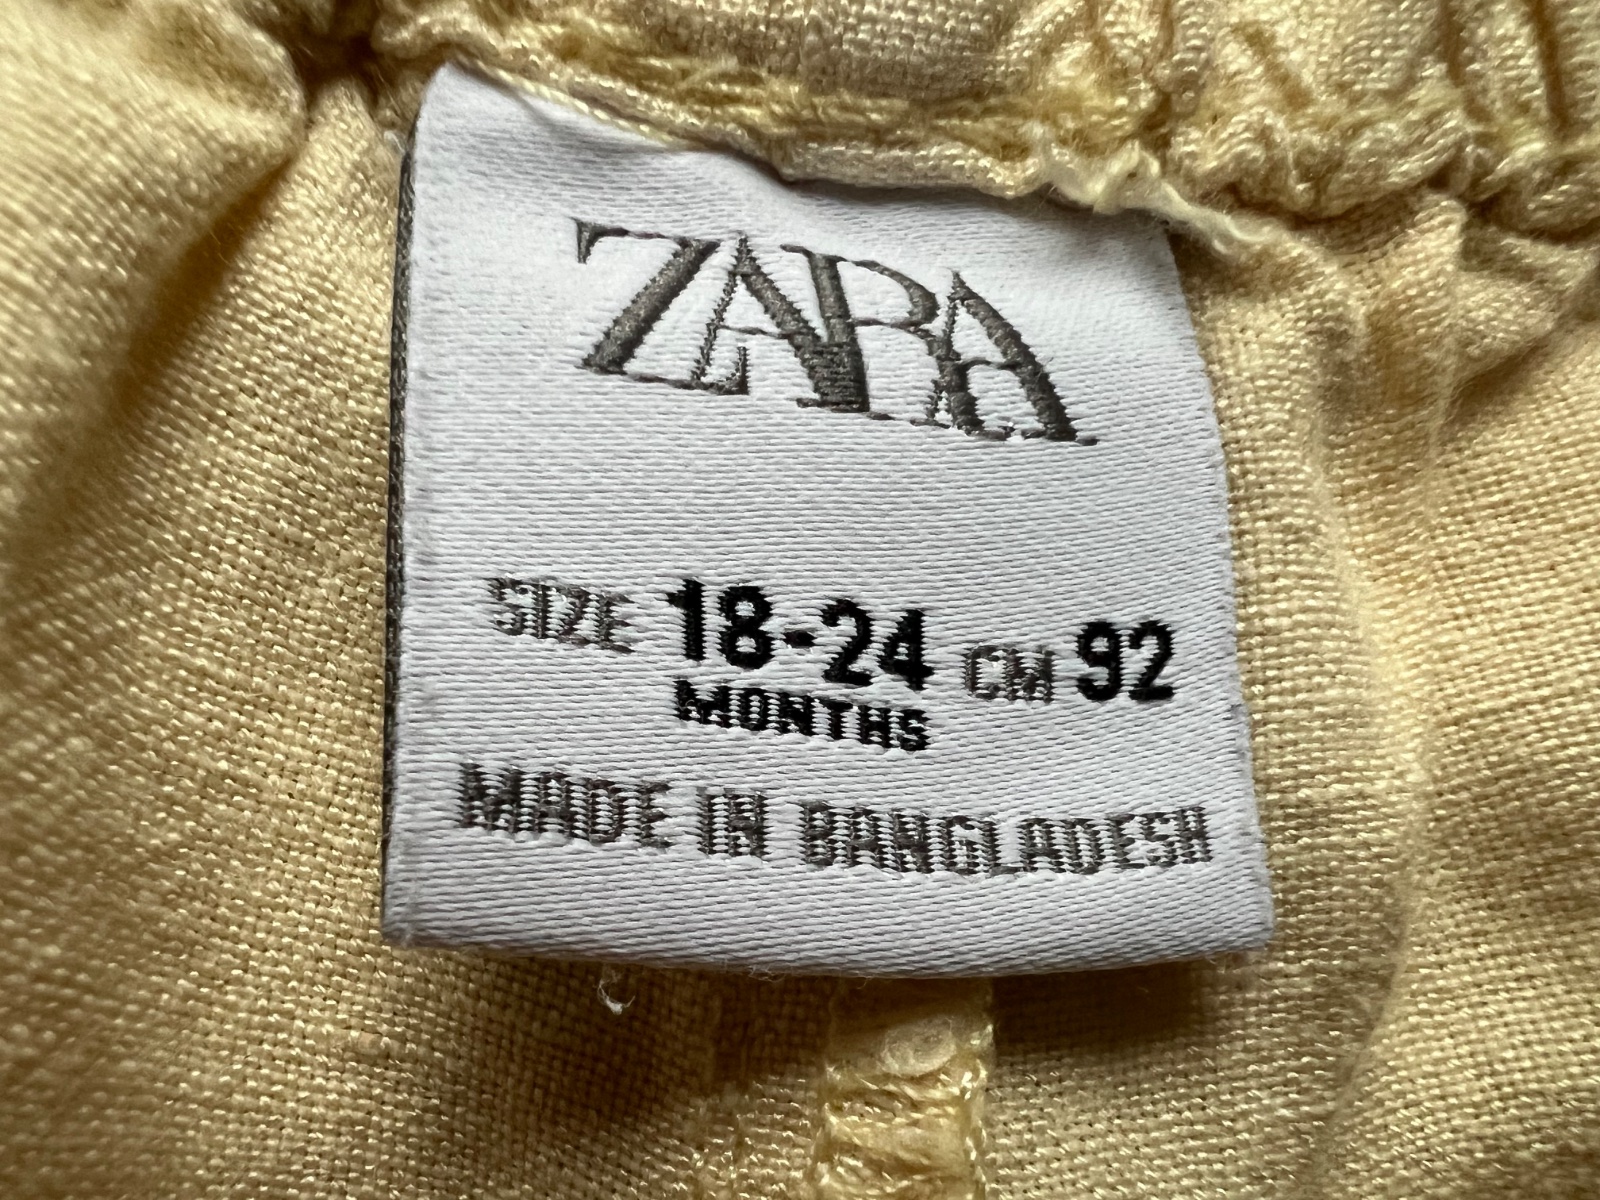 ZARA
SIZE 18-24 CM 92
MONTHS
MADE IN BANGLADESH